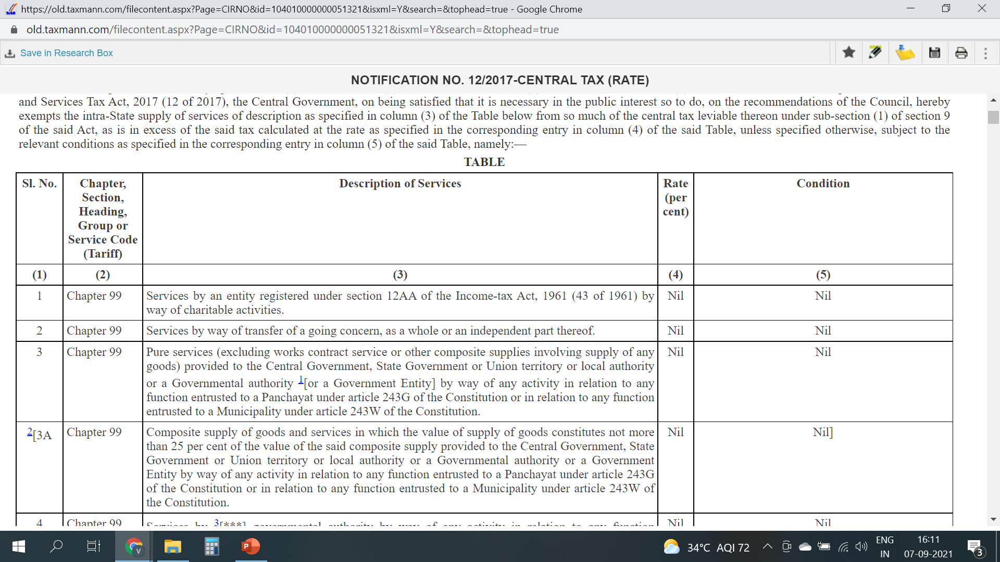 https://old.taxmann.com/filecontent.aspx?Page=CIRNO&id=104010000000051321&isxml=Y&search=&tophead=true - Google Chrome
old.taxmann.com/filecontent.aspx?Page=CIRNO&id=104010000000051321&isxml=Y&search=&tophead=true
Save in Research Box
NOTIFICATION NO. 12/2017-CENTRAL TAX (RATE)
and Services Tax Act, 2017 (12 of 2017), the Central Government, on being satisfied that it is necessary in the public interest so to do, on the recommendations of the Council, hereby
exempts the intra-State supply of services of description as specified in column (3) of the Table below from so much of the central tax leviable thereon under sub-section (1) of section 9
of the said Act, as is in excess of the said tax calculated at the rate as specified in the corresponding entry in column (4) of the said Table, unless specified otherwise, subject to the
relevant conditions as specified in the corresponding entry in column (5) of the said Table, namely:—
TABLE
Sl. No.
Chapter,
Section,
Heading,
Group or
Service Code
(Tariff)
Description of Services
Rate
(per
cent)
Condition
(1) (2) (3) (4) (5)
1 Chapter 99 Services by an entity registered under section 12AA of the Income-tax Act, 1961 (43 of 1961) by Nil Nil
way of charitable activities.
2 Chapter 99 Services by way of transfer of a going concern, as a whole or an independent part thereof. Nil Nil
3 Chapter 99 Pure services (excluding works contract service or other composite supplies involving supply of any Nil Nil
goods) provided to the Central Government, State Government or Union territory or local authority
or a Governmental authority 1[or a Government Entity] by way of any activity in relation to any
function entrusted to a Panchayat under article 243G of the Constitution or in relation to any function
entrusted to a Municipality under article 243W of the Constitution.
2[3A Chapter 99 Composite supply of goods and services in which the value of supply of goods constitutes not more Nil Nil]
than 25 per cent of the value of the said composite supply provided to the Central Government, State
Government or Union territory or local authority or a Governmental authority or a Government
Entity by way of any activity in relation to any function entrusted to a Panchayat under article 243G
of the Constitution or in relation to any function entrusted to a Municipality under article 243W of
the Constitution.
4 Chapter 99 Services by 3[***] governmental authority by way of any activity in relation to any function Nil Nil
34°C AQI 72
ENG
IN
16:11
07-09-2021
3